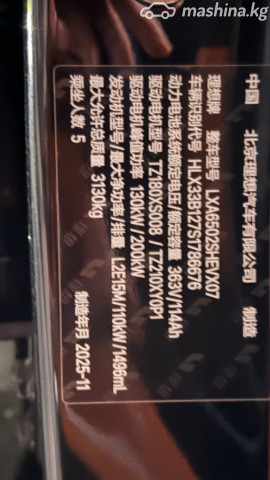 mashina.kg
中国 北京理想汽车有限公司 制造
理想牌 整车型号 LXA6502SHEVX07
车辆识别代号 HLX33B127S1788676
动力电池系统额定电压/额定容量 363V/114Ah
驱动电机型号 TZ180XS008 / TZ210XY0P1
驱动电机峰值功率 130kW/200kW
发动机型号/最大净功率/排量 L2E15M/110kW/1496mL
最大允许总质量 3130kg
乘坐人数 5 制造年月 2025-11